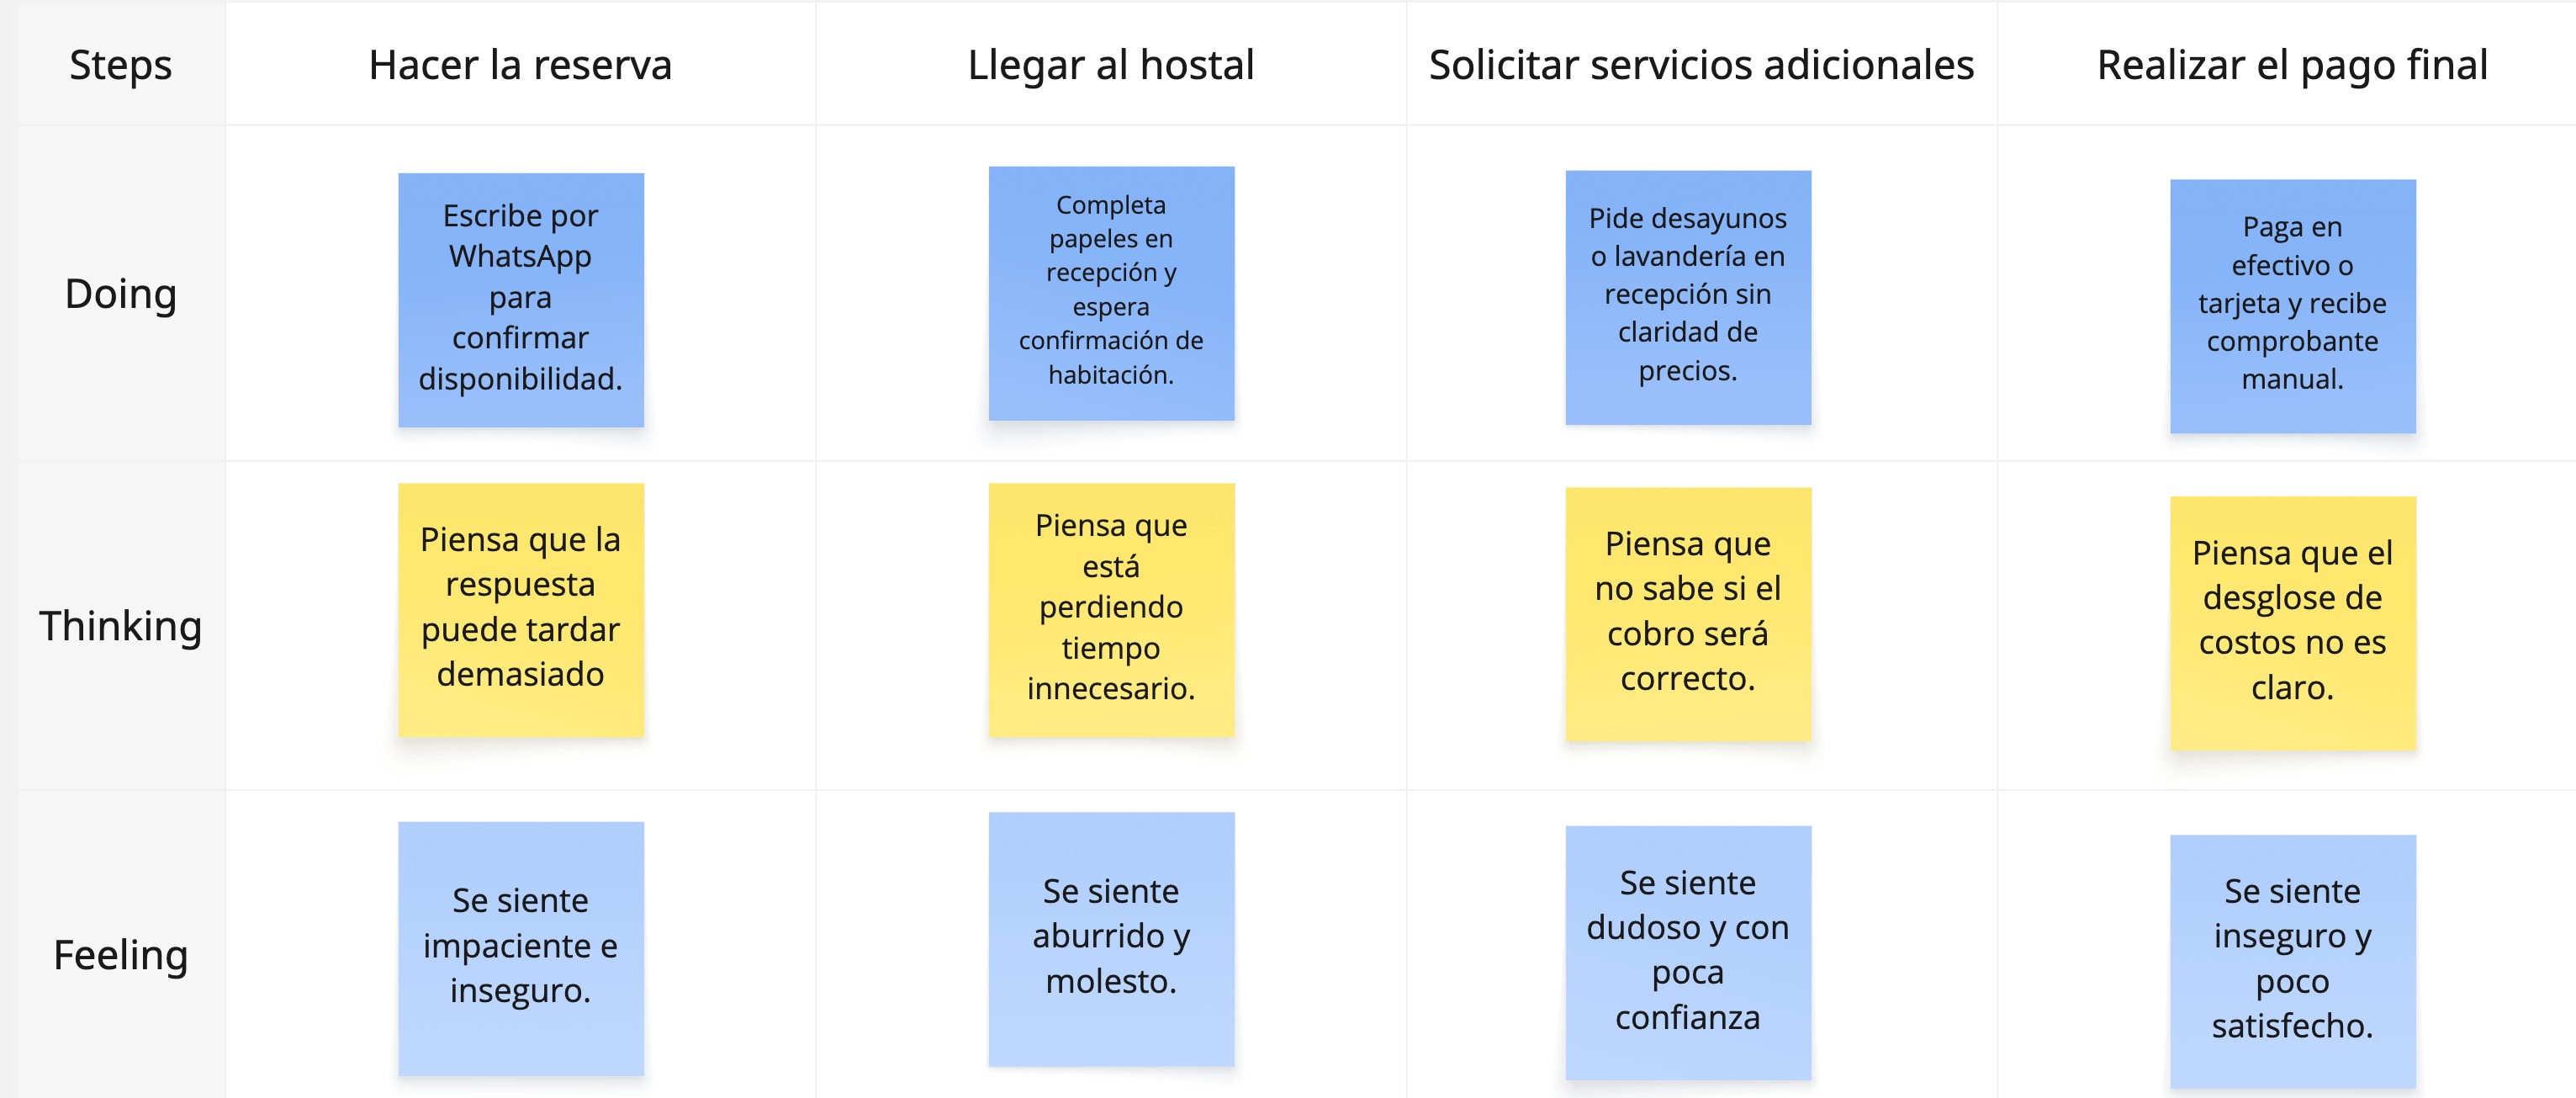 Steps
Hacer la reserva
Llegar al hostal
Solicitar servicios adicionales
Realizar el pago final
Doing
Escribe por
WhatsApp
para
confirmar
disponibilidad.
Completa
papeles en
recepción y
espera
confirmación de
habitación.
Pide desayunos
o lavandería en
recepción sin
claridad de
precios.
Paga en
efectivo o
tarjeta y recibe
comprobante
manual.
Thinking
Piensa que la
respuesta
puede tardar
demasiado
Piensa que
está
perdiendo
tiempo
innecesario.
Piensa que
no sabe si el
cobro será
correcto.
Piensa que el
desglose de
costos no es
claro.
Feeling
Se siente
impaciente e
inseguro.
Se siente
aburrido y
molesto.
Se siente
dudoso y con
poca
confianza
Se siente
inseguro y
poco
satisfecho.